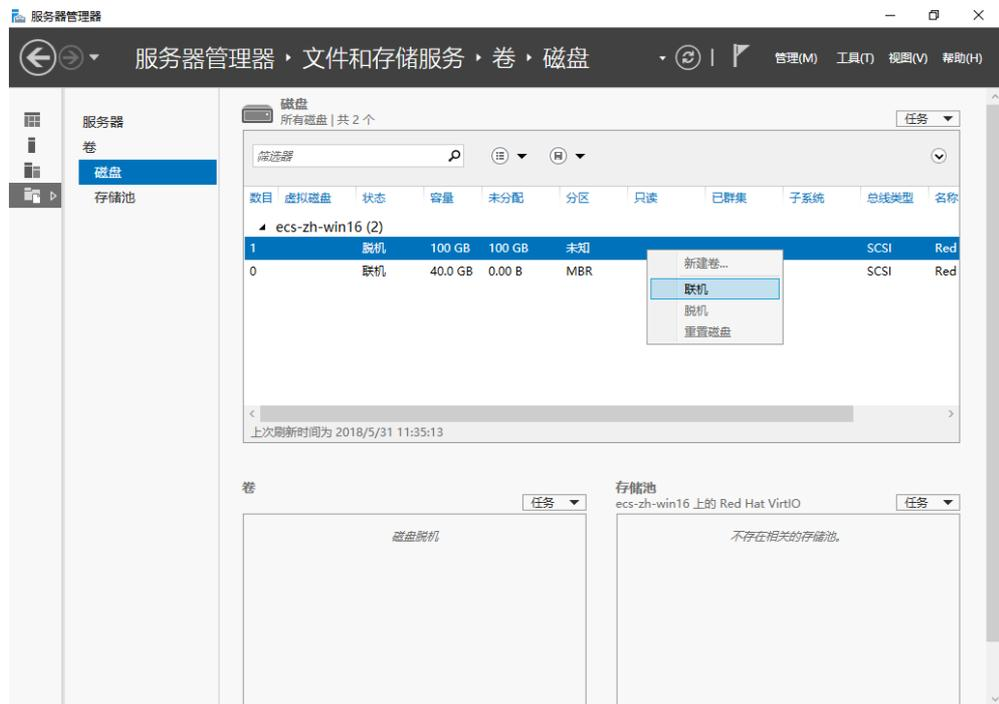 服务器管理器
服务器管理器 ‣ 文件和存储服务 ‣ 卷 ‣ 磁盘
管理(M) 工具(T) 视图(V) 帮助(H)
服务器
卷
磁盘
存储池
磁盘
所有磁盘 | 共 2 个
任务
筛选器
数目 虚拟磁盘 状态 容量 未分配 分区 只读 已群集 子系统 总线类型 名称
ecs-zh-win16 (2)
1 脱机 100 GB 100 GB 未知 SCSI Red
0 联机 40.0 GB 0.00 B MBR SCSI Red
新建卷...
联机
脱机
重置磁盘
上次刷新时间为 2018/5/31 11:35:13
卷
任务
磁盘脱机
存储池
ecs-zh-win16 上的 Red Hat VirtIO
任务
不存在相关的存储池。